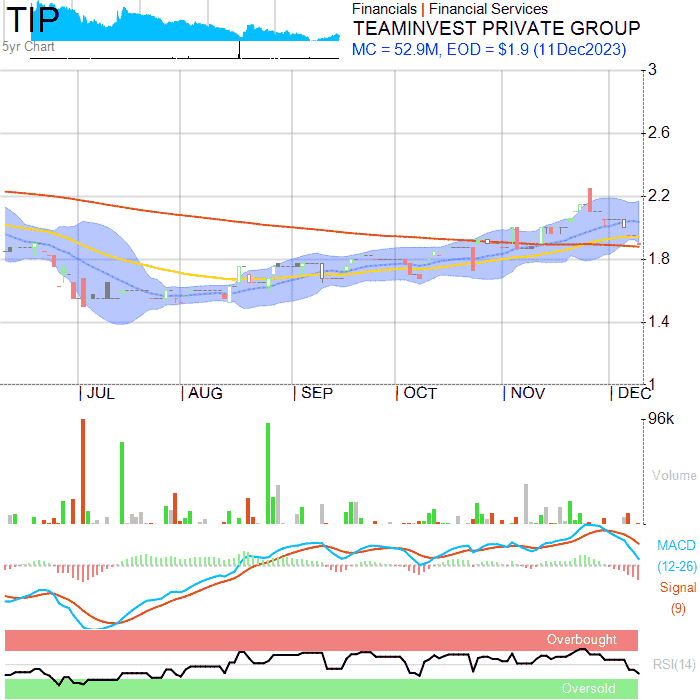 TIP
5yr Chart
Financials | Financial Services
TEAMINVEST PRIVATE GROUP
MC = 52.9M, EOD = $1.9 (11Dec2023)
3
2.6
2.2
1.8
1.4
1
JUL
AUG
SEP
OCT
NOV
DEC
96k
Volume
MACD
(12-26)
Signal
(9)
Overbought
RSI(14)
Oversold